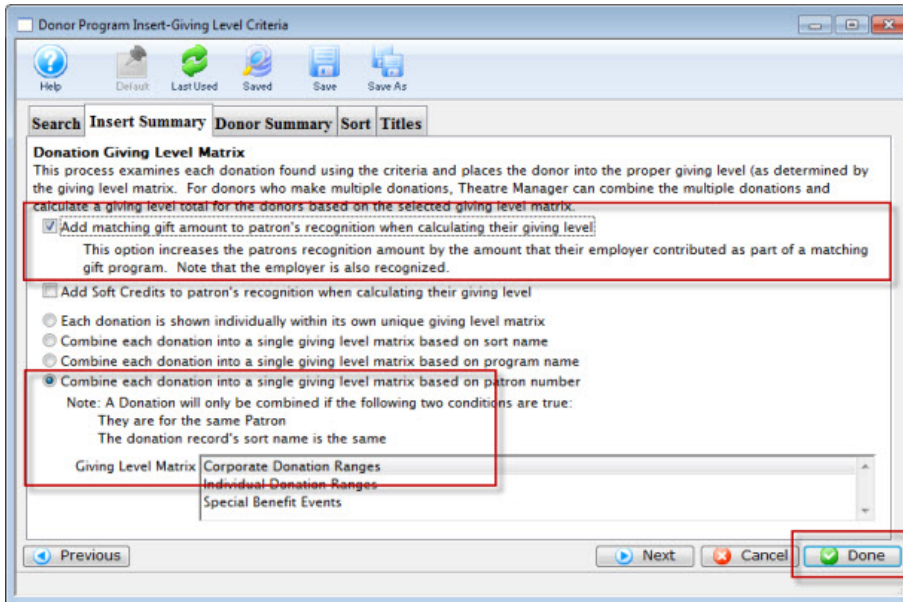 Donor Program Insert-Giving Level Criteria
Help Default Last Used Saved Save Save As
Search Insert Summary Donor Summary Sort Titles
Donation Giving Level Matrix
This process examines each donation found using the criteria and places the donor into the proper giving level (as determined by
the giving level matrix. For donors who make multiple donations, Theatre Manager can combine the multiple donations and
calculate a giving level total for the donors based on the selected giving level matrix.
Add matching gift amount to patron's recognition when calculating their giving level
This option increases the patrons recognition amount by the amount that their employer contributed as part of a matching
gift program. Note that the employer is also recognized.
Add Soft Credits to patron's recognition when calculating their giving level
Each donation is shown individually within its own unique giving level matrix
Combine each donation into a single giving level matrix based on sort name
Combine each donation into a single giving level matrix based on program name
Combine each donation into a single giving level matrix based on patron number
Note: A Donation will only be combined if the following two conditions are true:
They are for the same Patron
The donation record's sort name is the same
Giving Level Matrix Corporate Donation Ranges
Individual Donation Ranges
Special Benefit Events
Previous Next Cancel Done